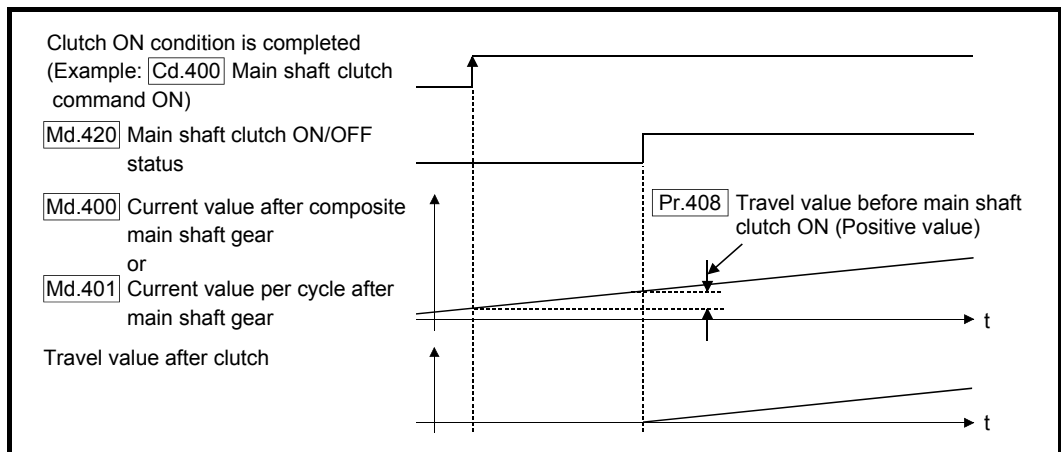 Clutch ON condition is completed
(Example: Cd.400 Main shaft clutch
command ON)
Md.420 Main shaft clutch ON/OFF
status
Md.400 Current value after composite
main shaft gear
or
Md.401 Current value per cycle after
main shaft gear
Pr.408 Travel value before main shaft
clutch ON (Positive value)
t
Travel value after clutch
t